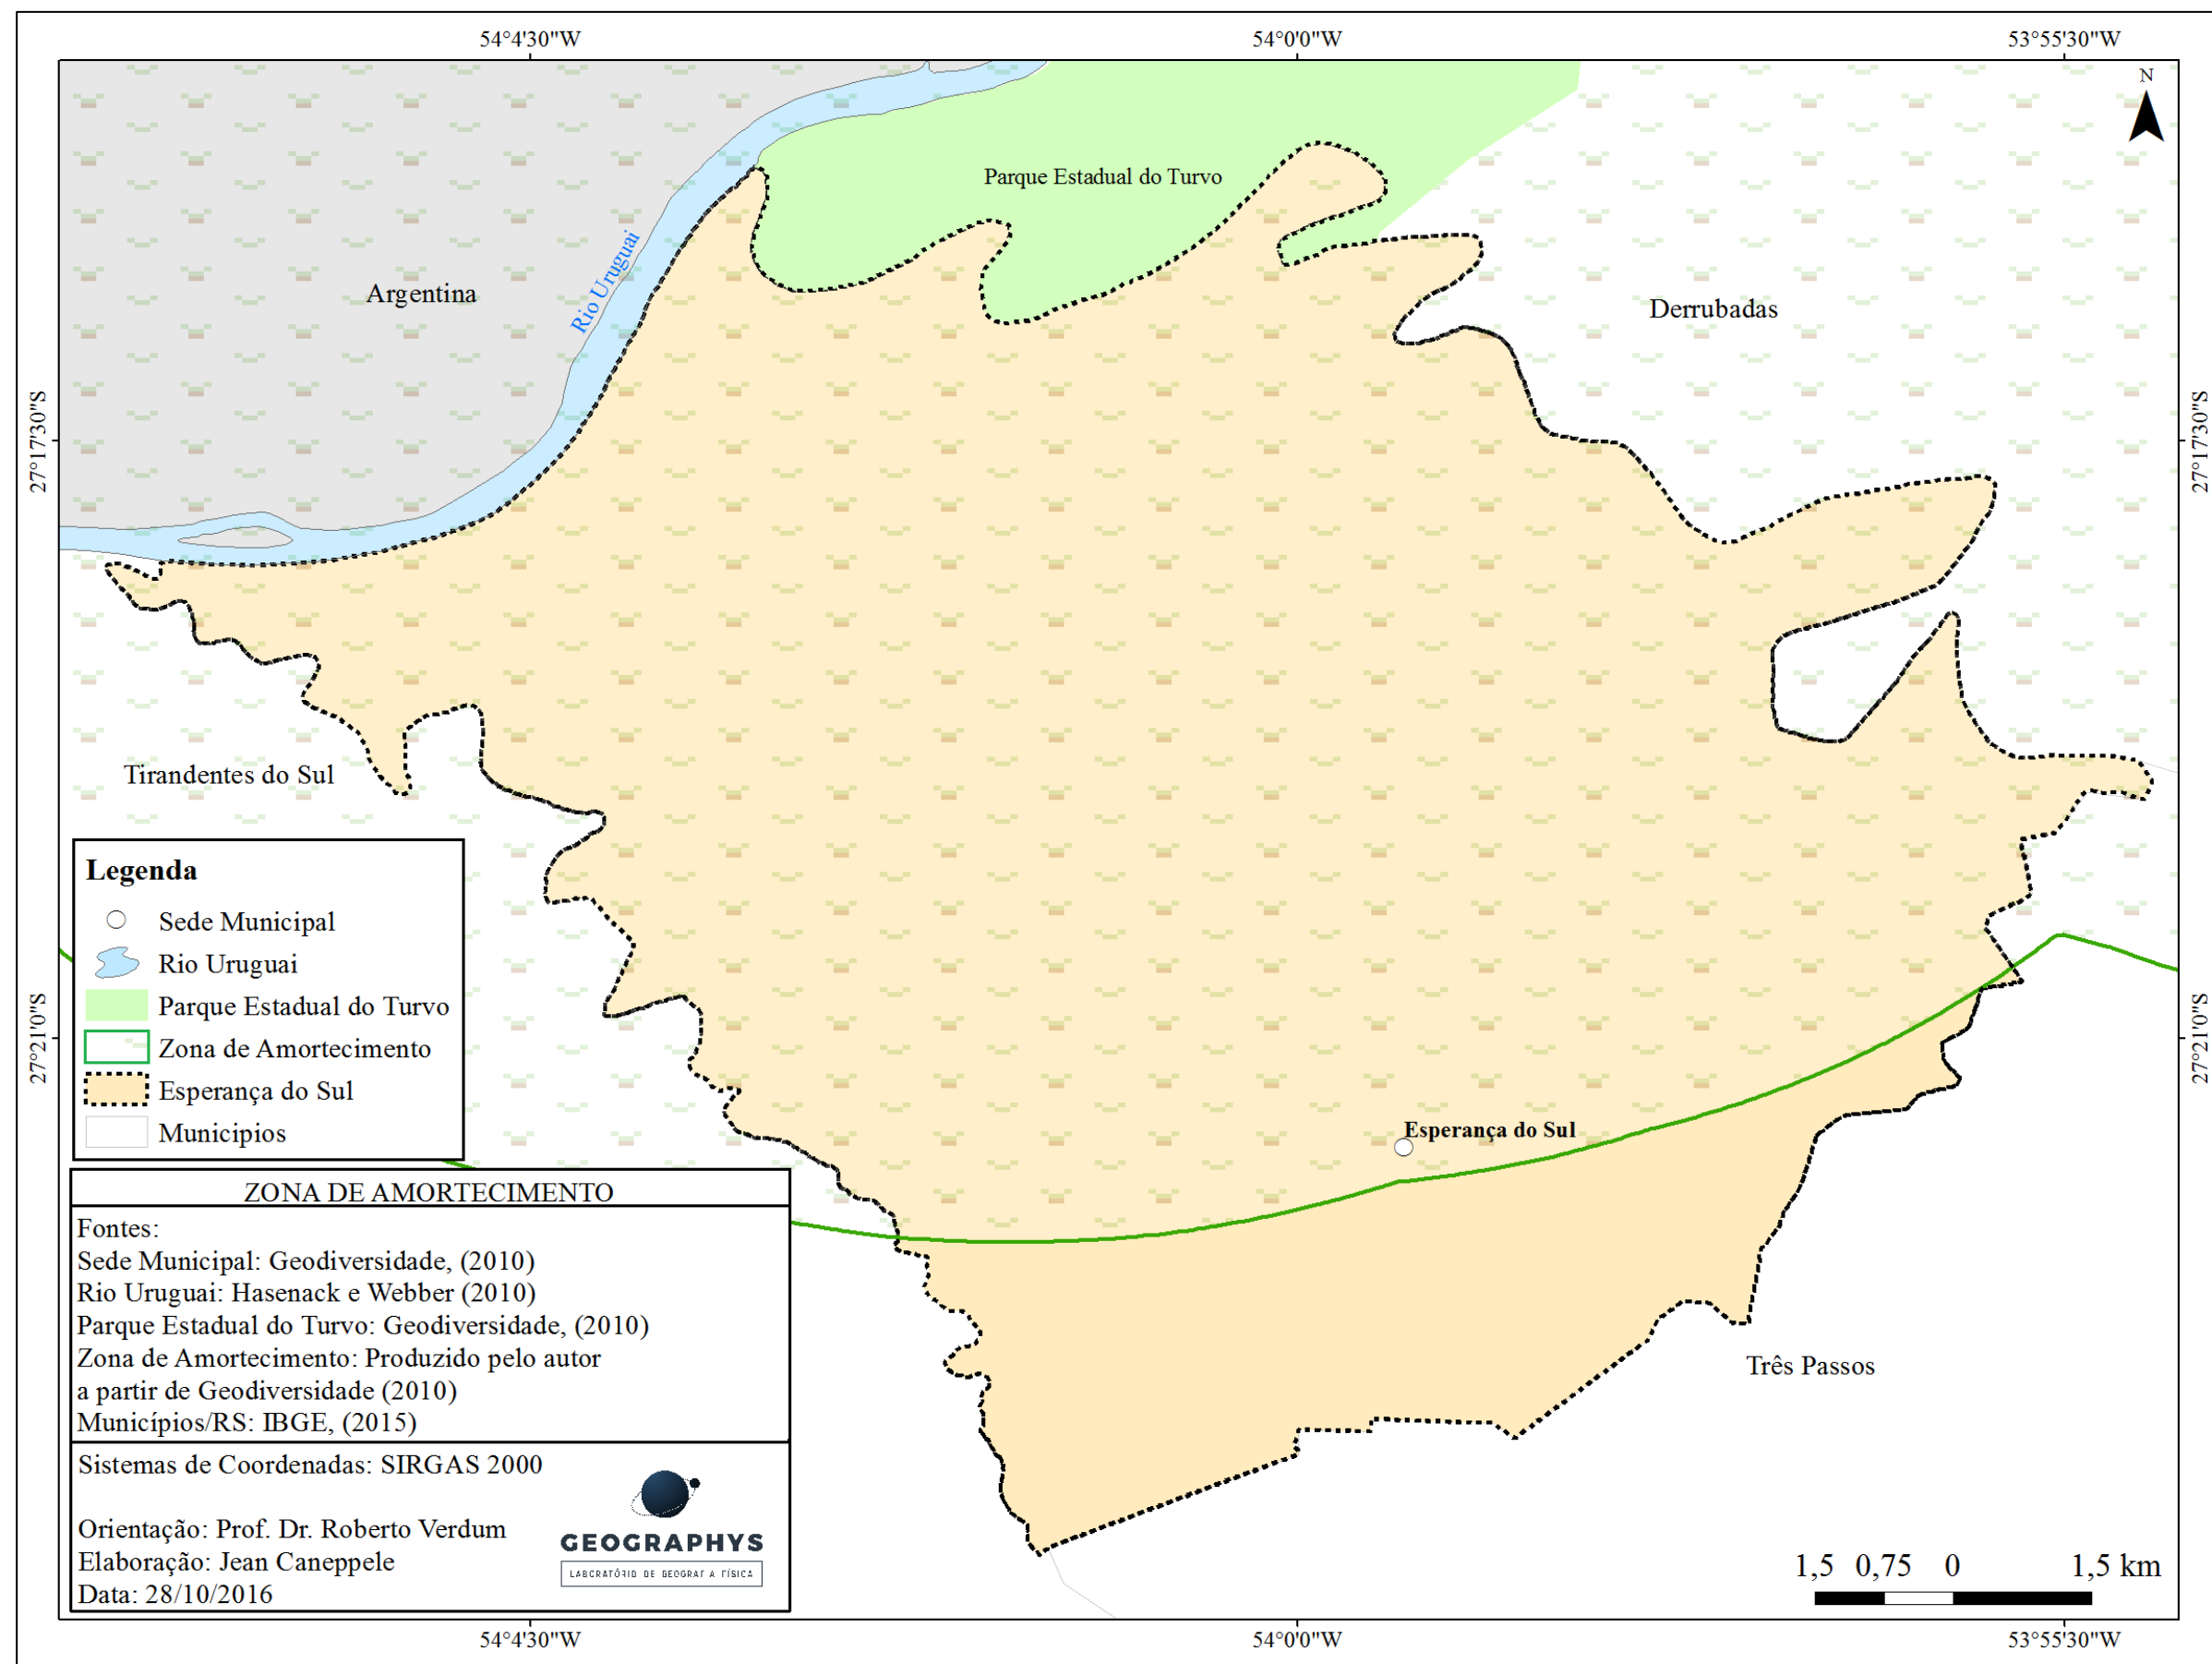 54°4'30"W
54°0'0"W
53°55'30"W
N
Parque Estadual do Turvo
Argentina
Rio Uruguai
Derrubadas
27°17'30"S
27°17'30"S
Tirandentes do Sul
Legenda
Sede Municipal
Rio Uruguai
Parque Estadual do Turvo
Zona de Amortecimento
Esperança do Sul
Municipios
27°21'0"S
27°21'0"S
Esperança do Sul
ZONA DE AMORTECIMENTO
Fontes:
Sede Municipal: Geodiversidade, (2010)
Rio Uruguai: Hasenack e Webber (2010)
Parque Estadual do Turvo: Geodiversidade, (2010)
Zona de Amortecimento: Produzido pelo autor
a partir de Geodiversidade (2010)
Municípios/RS: IBGE, (2015)
Três Passos
Sistemas de Coordenadas: SIRGAS 2000
Orientação: Prof. Dr. Roberto Verdum
Elaboração: Jean Caneppele
Data: 28/10/2016
GEOGRAPHYS
LABORATÓRIO DE GEOGRAFIA FÍSICA
1,5 0,75 0 1,5 km
54°4'30"W
54°0'0"W
53°55'30"W